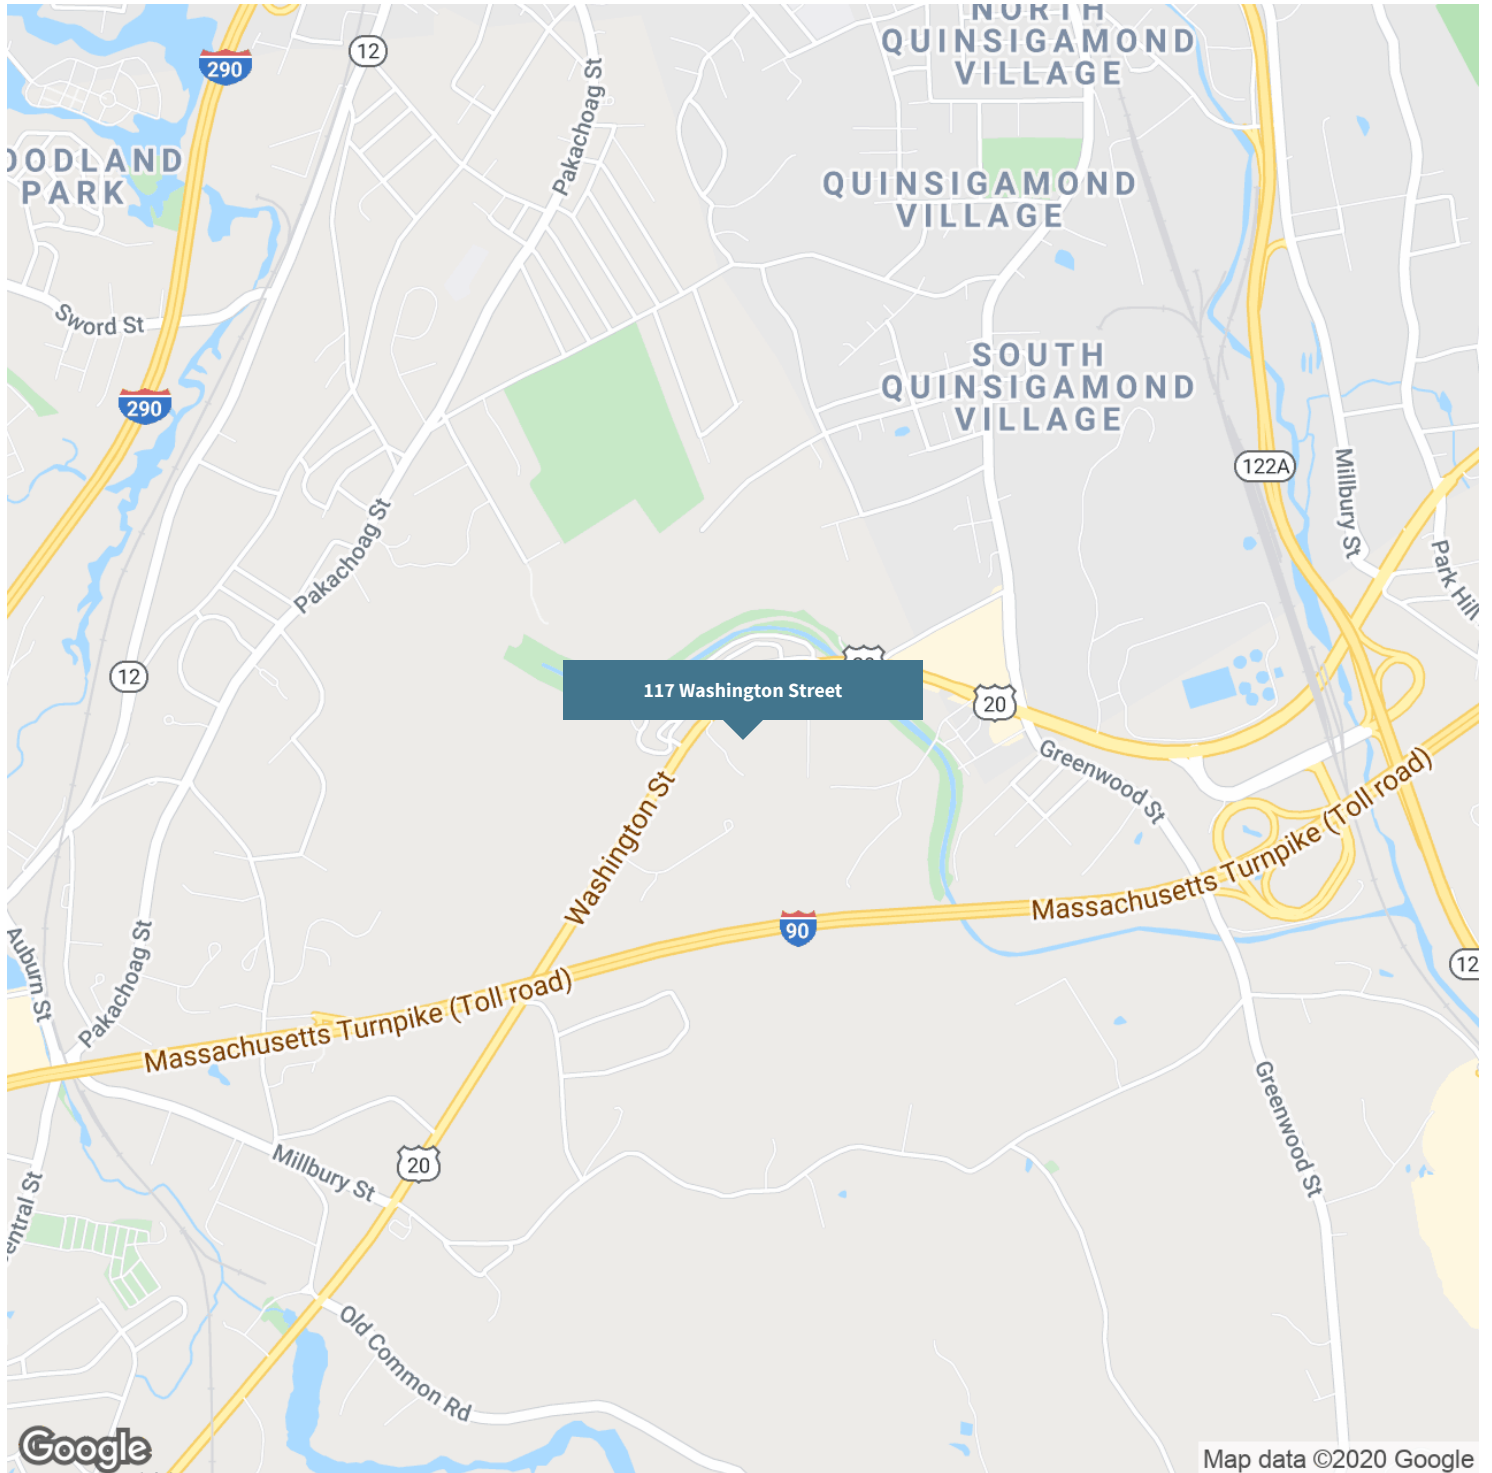 NORTH
QUINSIGAMOND
VILLAGE
12
290
Pakachoag St
OODLAND
PARK
QUINSIGAMOND
VILLAGE
Sword St
SOUTH
QUINSIGAMOND
VILLAGE
290
122A
Millbury St
Pakachoag St
Park Hill
12
117 Washington Street
20
Greenwood St
Washington St
Massachusetts Turnpike (Toll road)
90
Auburn St
Pakachoag St
12
Massachusetts Turnpike (Toll road)
Greenwood St
20
Millbury St
entral St
Old Common Rd
Google
Map data ©2020 Google